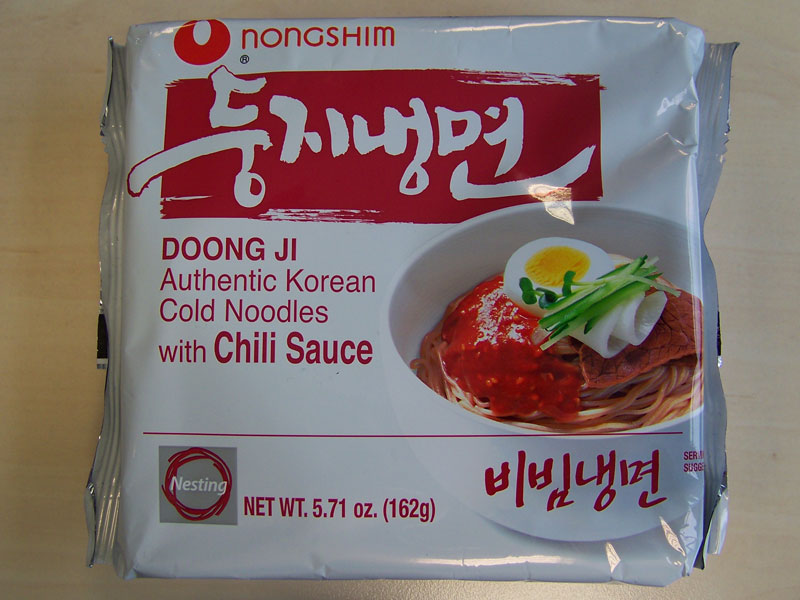 NONGSHIM
®
둥지냉면
DOONG JI
Authentic Korean
Cold Noodles
with Chili Sauce
Nesting
NET WT. 5.71 oz. (162g)
비빔냉면